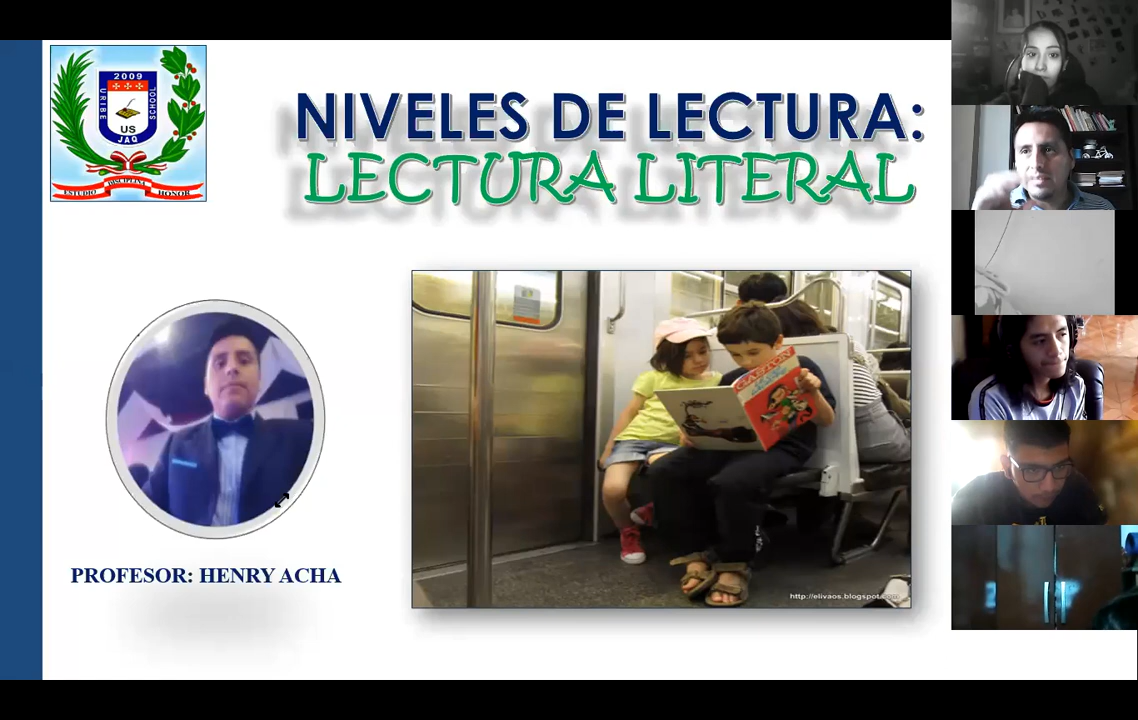 2009
URIBE
SCHOOL
US
JAQ
ESTUDIO
DISCIPLINA
HONOR
NIVELES DE LECTURA:
LECTURA LITERAL
GASTON
http://elivaos.blogspot.com
PROFESOR: HENRY ACHA